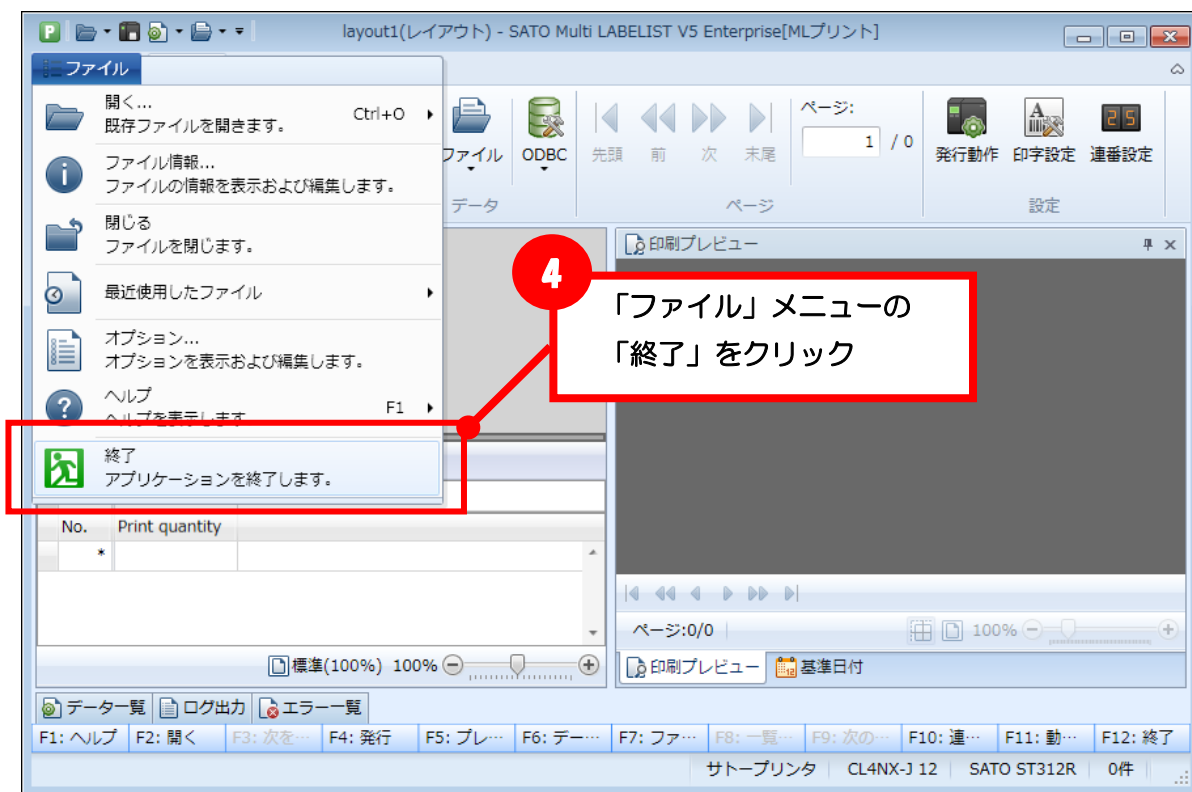 layout1(レイアウト) - SATO Multi LABELIST V5 Enterprise[MLプリント]
ファイル
開く... Ctrl+O
既存ファイルを開きます。
ファイル情報...
ファイルの情報を表示および編集します。
閉じる
ファイルを閉じます。
最近使用したファイル
オプション...
オプションを表示および編集します。
ヘルプ F1
ヘルプを表示します
終了
アプリケーションを終了します。
ファイル ODBC
データ
先頭 前 次 末尾
ページ:
1 / 0
ページ
発行動作 印字設定 連番設定
設定
印刷プレビュー
4
「ファイル」メニューの
「終了」をクリック
No. Print quantity
*
標準(100%) 100%
ページ:0/0 100%
印刷プレビュー 基準日付
データ一覧 ログ出力 エラー一覧
F1: ヘルプ F2: 開く F3: 次を… F4: 発行 F5: プレ… F6: デー… F7: ファ… F8: 一覧… F9: 次の… F10: 連… F11: 動… F12: 終了
サトープリンタ CL4NX-J 12 SATO ST312R 0件